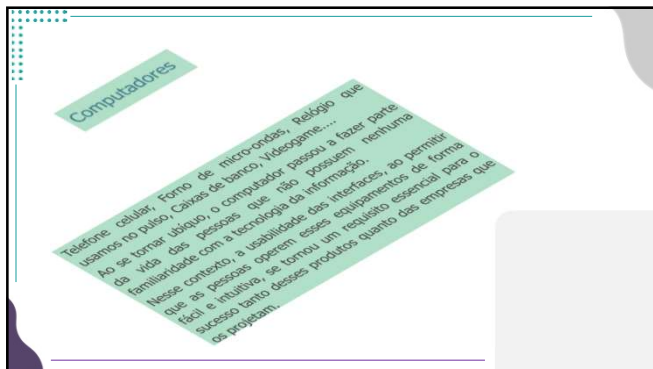 Computadores
Telefone celular, Forno de micro-ondas, Relógio que
usamos no pulso, Caixas de banco, Videogame....
Ao se tornar ubíquo, o computador passou a fazer parte
da vida das pessoas que não possuem nenhuma
familiaridade com a tecnologia da informação.
Nesse contexto, a usabilidade das interfaces, ao permitir
que as pessoas operem esses equipamentos de forma
fácil e intuitiva, se tornou um requisito essencial para o
sucesso tanto desses produtos quanto das empresas que
os projetam.